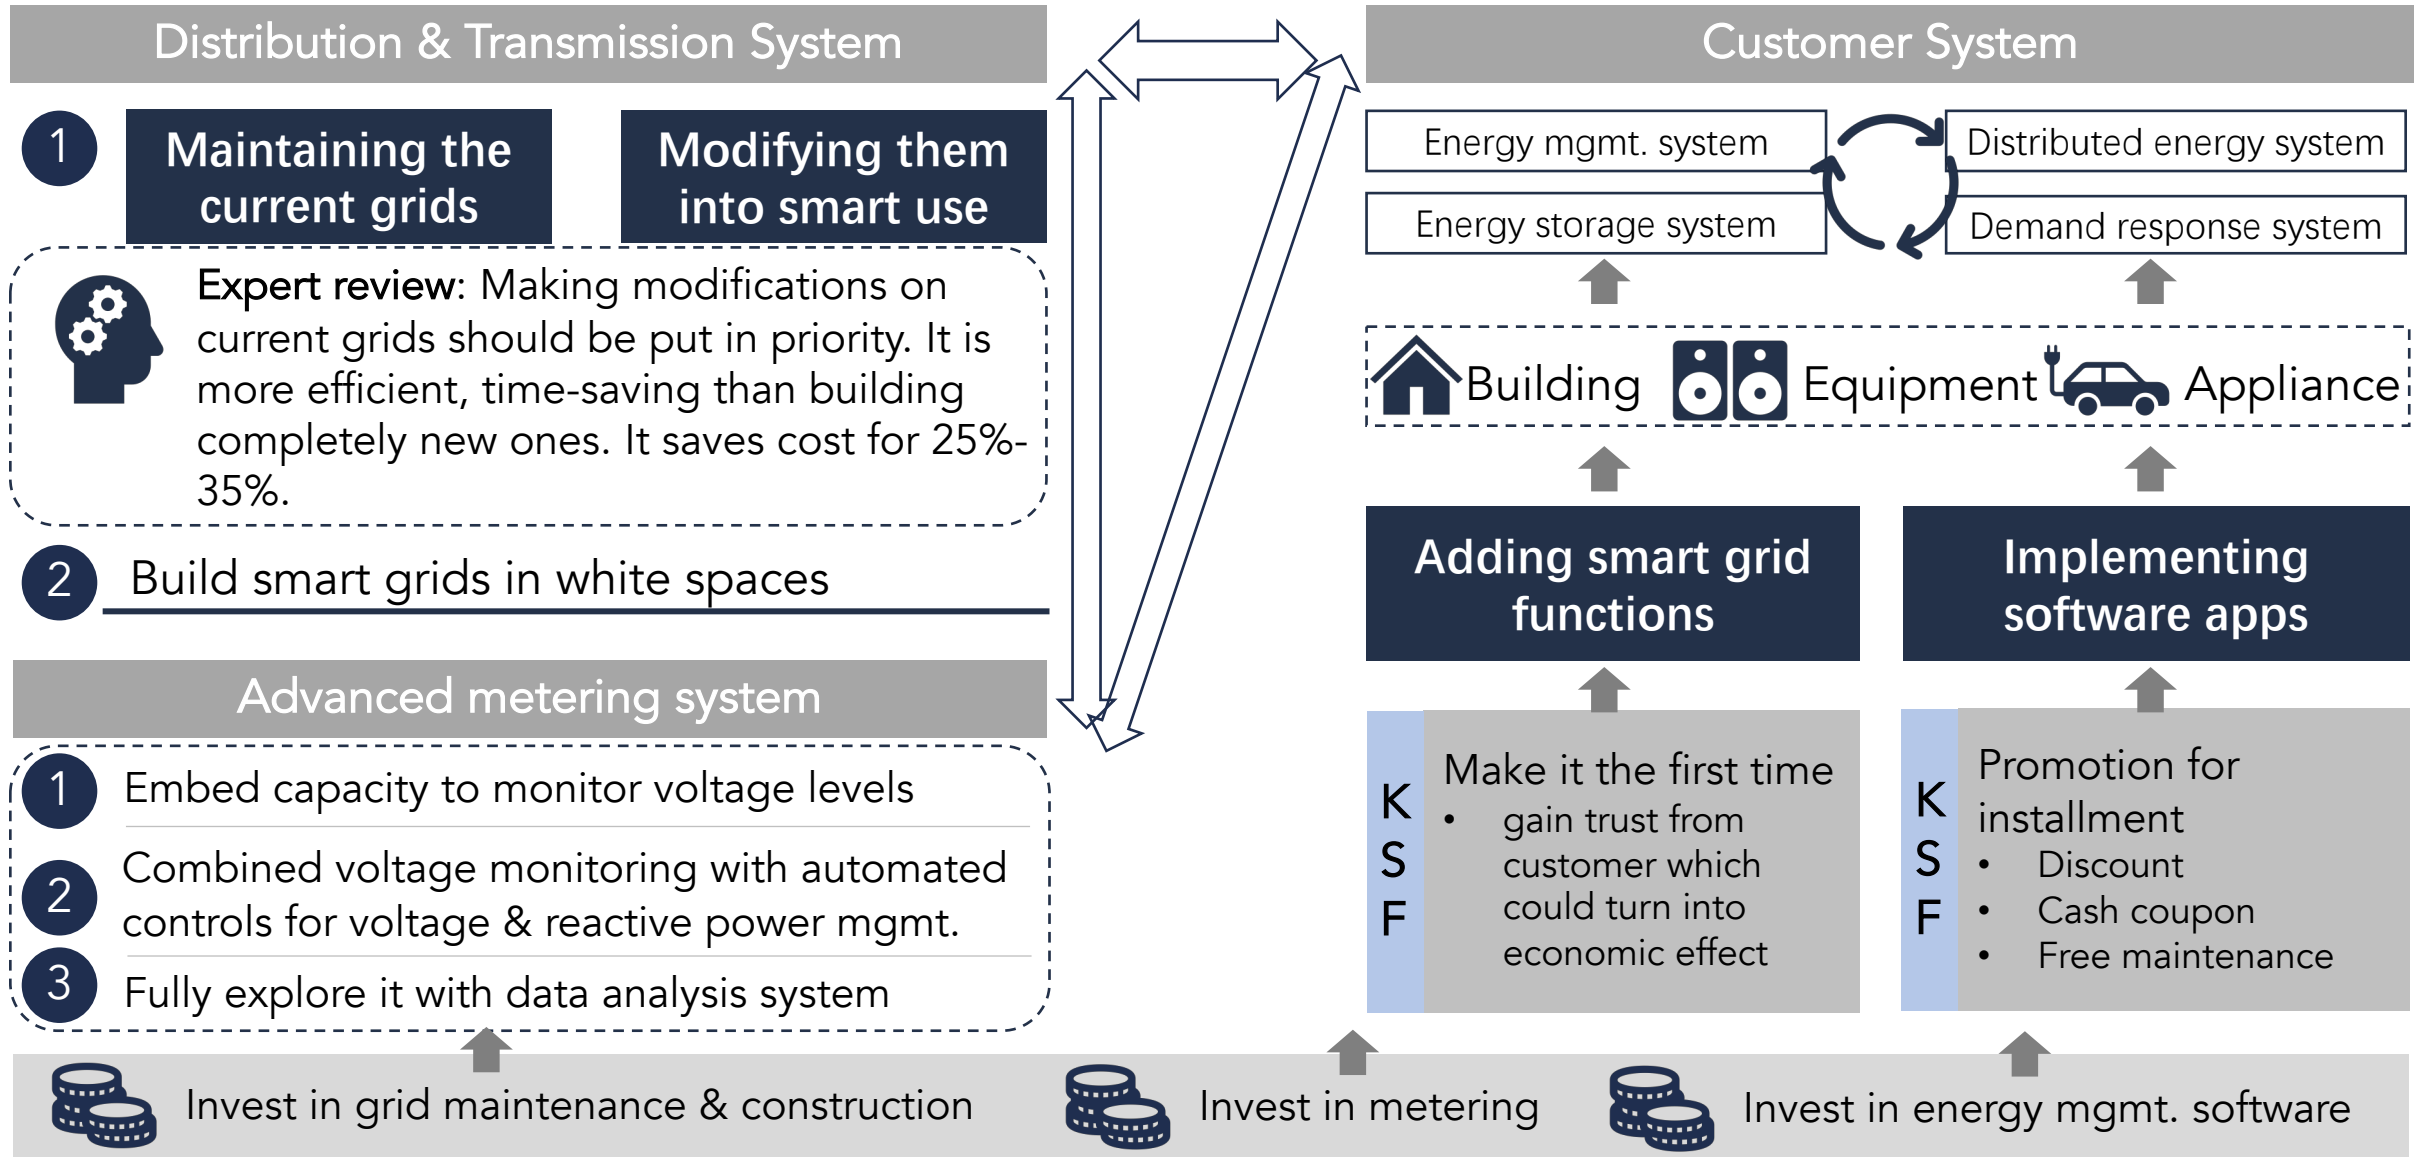 Distribution & Transmission System
1
Maintaining the
current grids
Modifying them
into smart use
Expert review: Making modifications on
current grids should be put in priority. It is
more efficient, time-saving than building
completely new ones. It saves cost for 25%-
35%.
2
Build smart grids in white spaces
Advanced metering system
1
Embed capacity to monitor voltage levels
2
Combined voltage monitoring with automated
controls for voltage & reactive power mgmt.
3
Fully explore it with data analysis system
Customer System
Energy mgmt. system
Distributed energy system
Energy storage system
Demand response system
Building
Equipment
Appliance
Adding smart grid
functions
Implementing
software apps
K
S
F
Make it the first time
• gain trust from
customer which
could turn into
economic effect
K
S
F
Promotion for
installment
• Discount
• Cash coupon
• Free maintenance
Invest in grid maintenance & construction
Invest in metering
Invest in energy mgmt. software